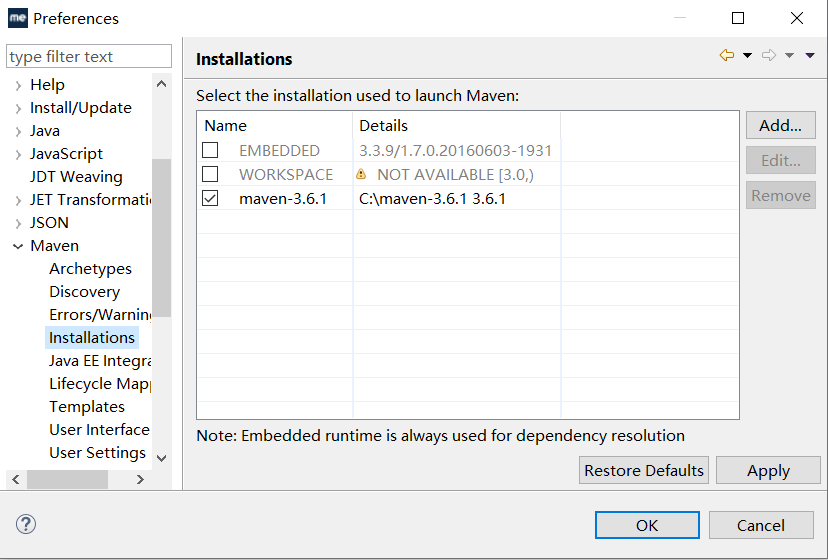 me Preferences
type filter text
Help
Install/Update
Java
JavaScript
JDT Weaving
JET Transformati
JSON
Maven
Archetypes
Discovery
Errors/Warning
Installations
Java EE Integra
Lifecycle Map
Templates
User Interface
User Settings
Installations
Select the installation used to launch Maven:
Name Details
EMBEDDED 3.3.9/1.7.0.20160603-1931
WORKSPACE NOT AVAILABLE [3.0,)
maven-3.6.1 C:\maven-3.6.1 3.6.1
Add...
Edit...
Remove
Note: Embedded runtime is always used for dependency resolution
Restore Defaults Apply
? OK Cancel